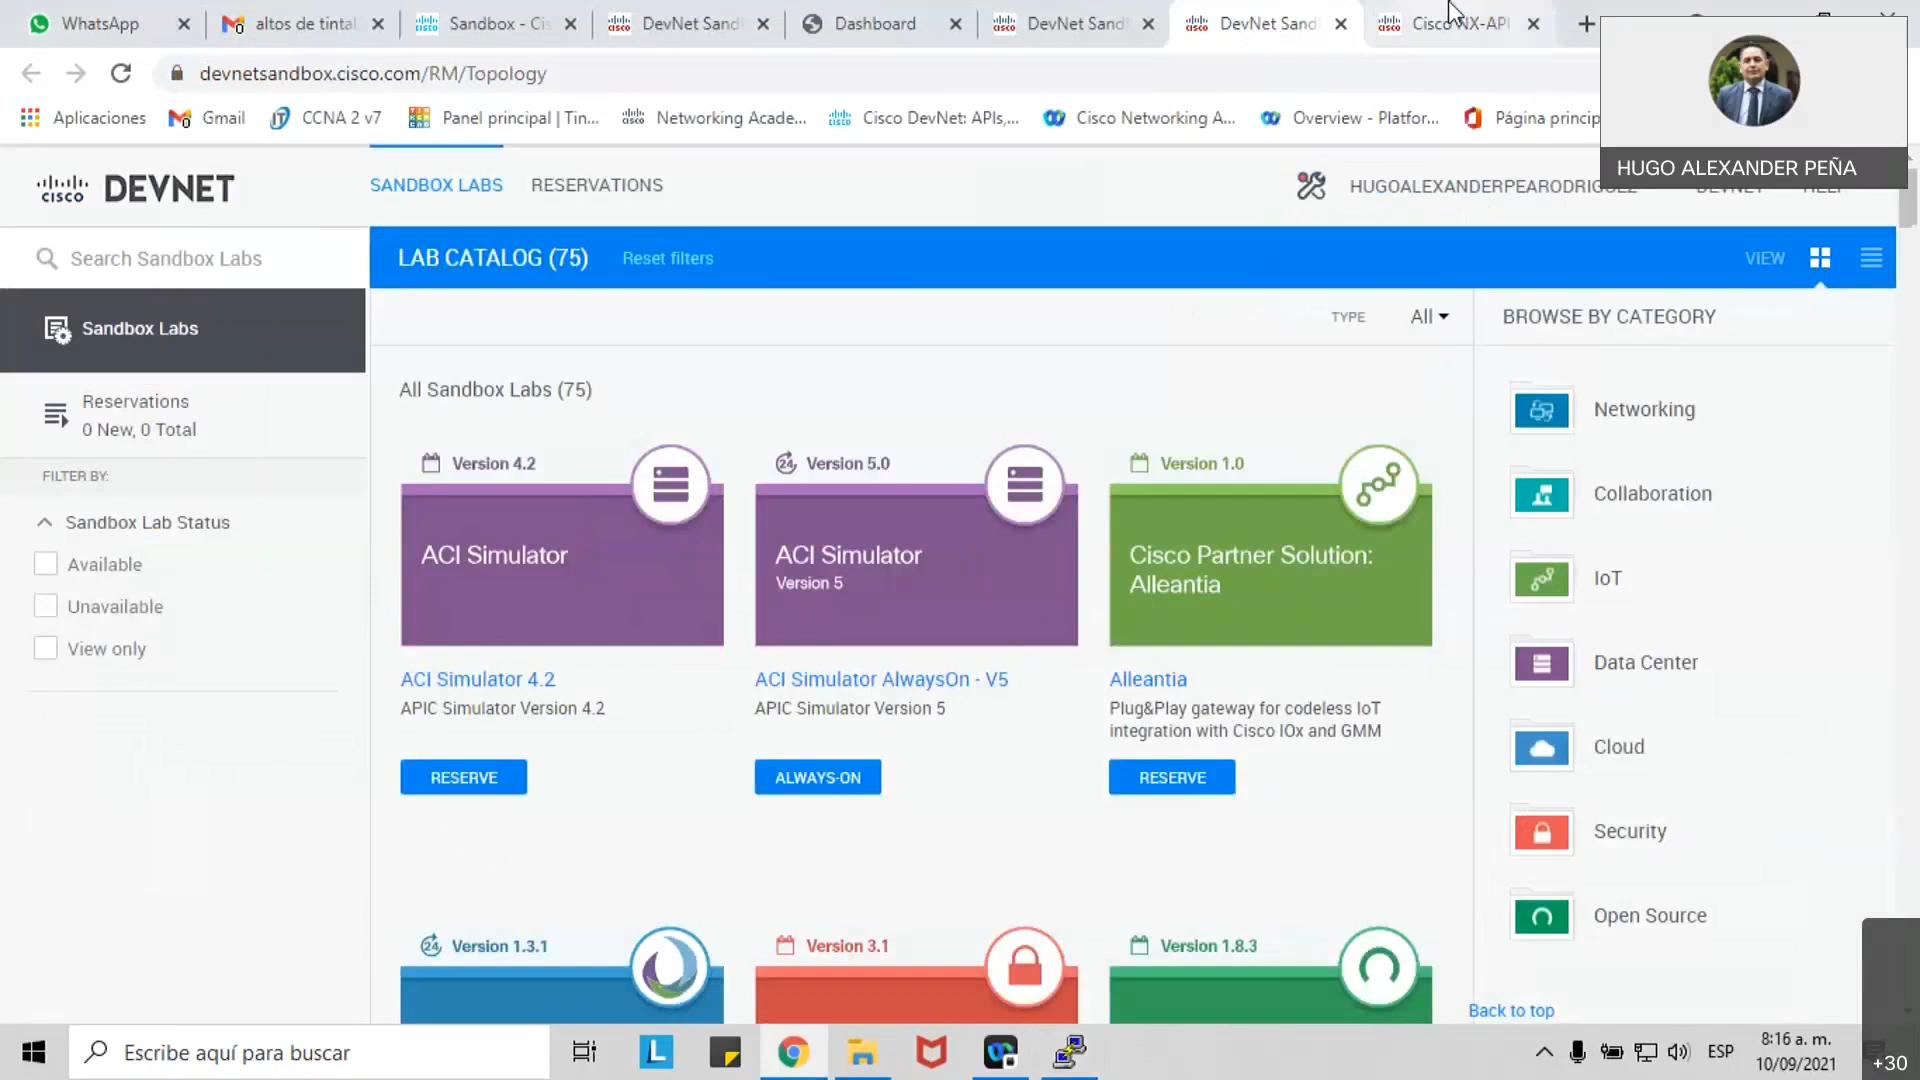 WhatsApp
altos de tintal
Sandbox - Cis
DevNet Sand
Dashboard
DevNet Sand
DevNet Sand
Cisco NX-API
devnetsandbox.cisco.com/RM/Topology
Aplicaciones
Gmail
CCNA 2 v7
Panel principal | Tin...
Networking Acade...
Cisco DevNet: APIs,...
Cisco Networking A...
Overview - Platfor...
Página princip
HUGO ALEXANDER PEÑA
CISCO DEVNET
SANDBOX LABS
RESERVATIONS
HUGOALEXANDERPEARODRIGUEZ
DEVNET
HELP
Search Sandbox Labs
LAB CATALOG (75)
Reset filters
VIEW
Sandbox Labs
TYPE
All
BROWSE BY CATEGORY
Reservations
0 New, 0 Total
FILTER BY:
Sandbox Lab Status
Available
Unavailable
View only
All Sandbox Labs (75)
Version 4.2
ACI Simulator
ACI Simulator 4.2
APIC Simulator Version 4.2
RESERVE
24
Version 5.0
ACI Simulator
Version 5
ACI Simulator AlwaysOn - V5
APIC Simulator Version 5
ALWAYS-ON
Version 1.0
Cisco Partner Solution:
Alleantia
Alleantia
Plug&Play gateway for codeless IoT
integration with Cisco IOx and GMM
RESERVE
Networking
Collaboration
IoT
Data Center
Cloud
Security
Open Source
24
Version 1.3.1
Version 3.1
Version 1.8.3
Back to top
Escribe aquí para buscar
L
ESP
8:16 a. m.
10/09/2021
+30